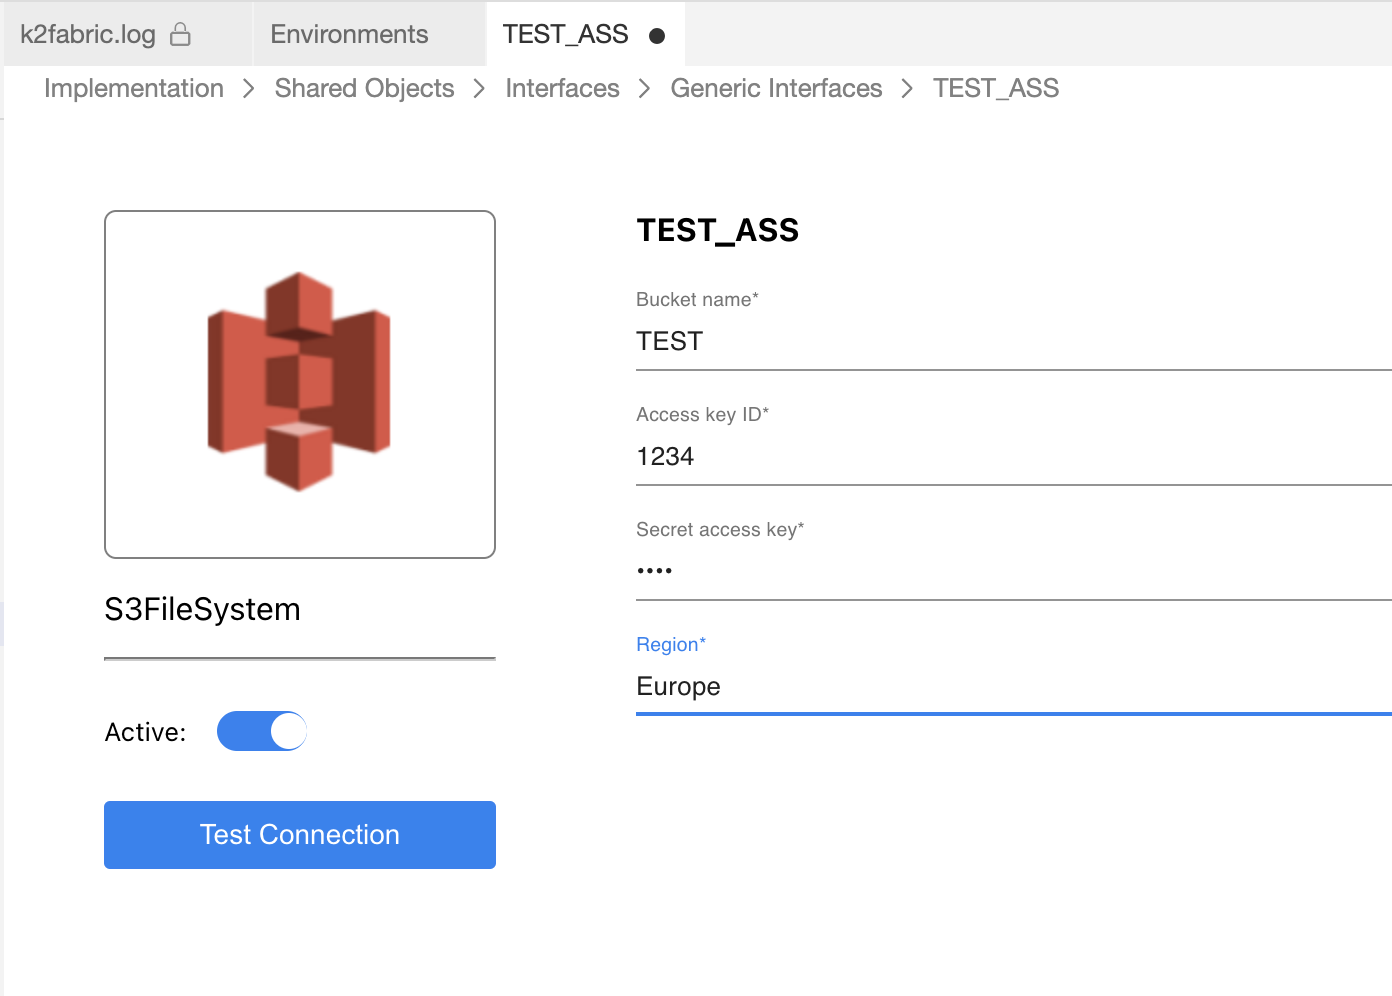 k2fabric.log Environments TEST_ASS
Implementation > Shared Objects > Interfaces > Generic Interfaces > TEST_ASS
TEST_ASS
Bucket name*
TEST
Access key ID*
1234
Secret access key*
••••
Region*
Europe
S3FileSystem
Active:
Test Connection